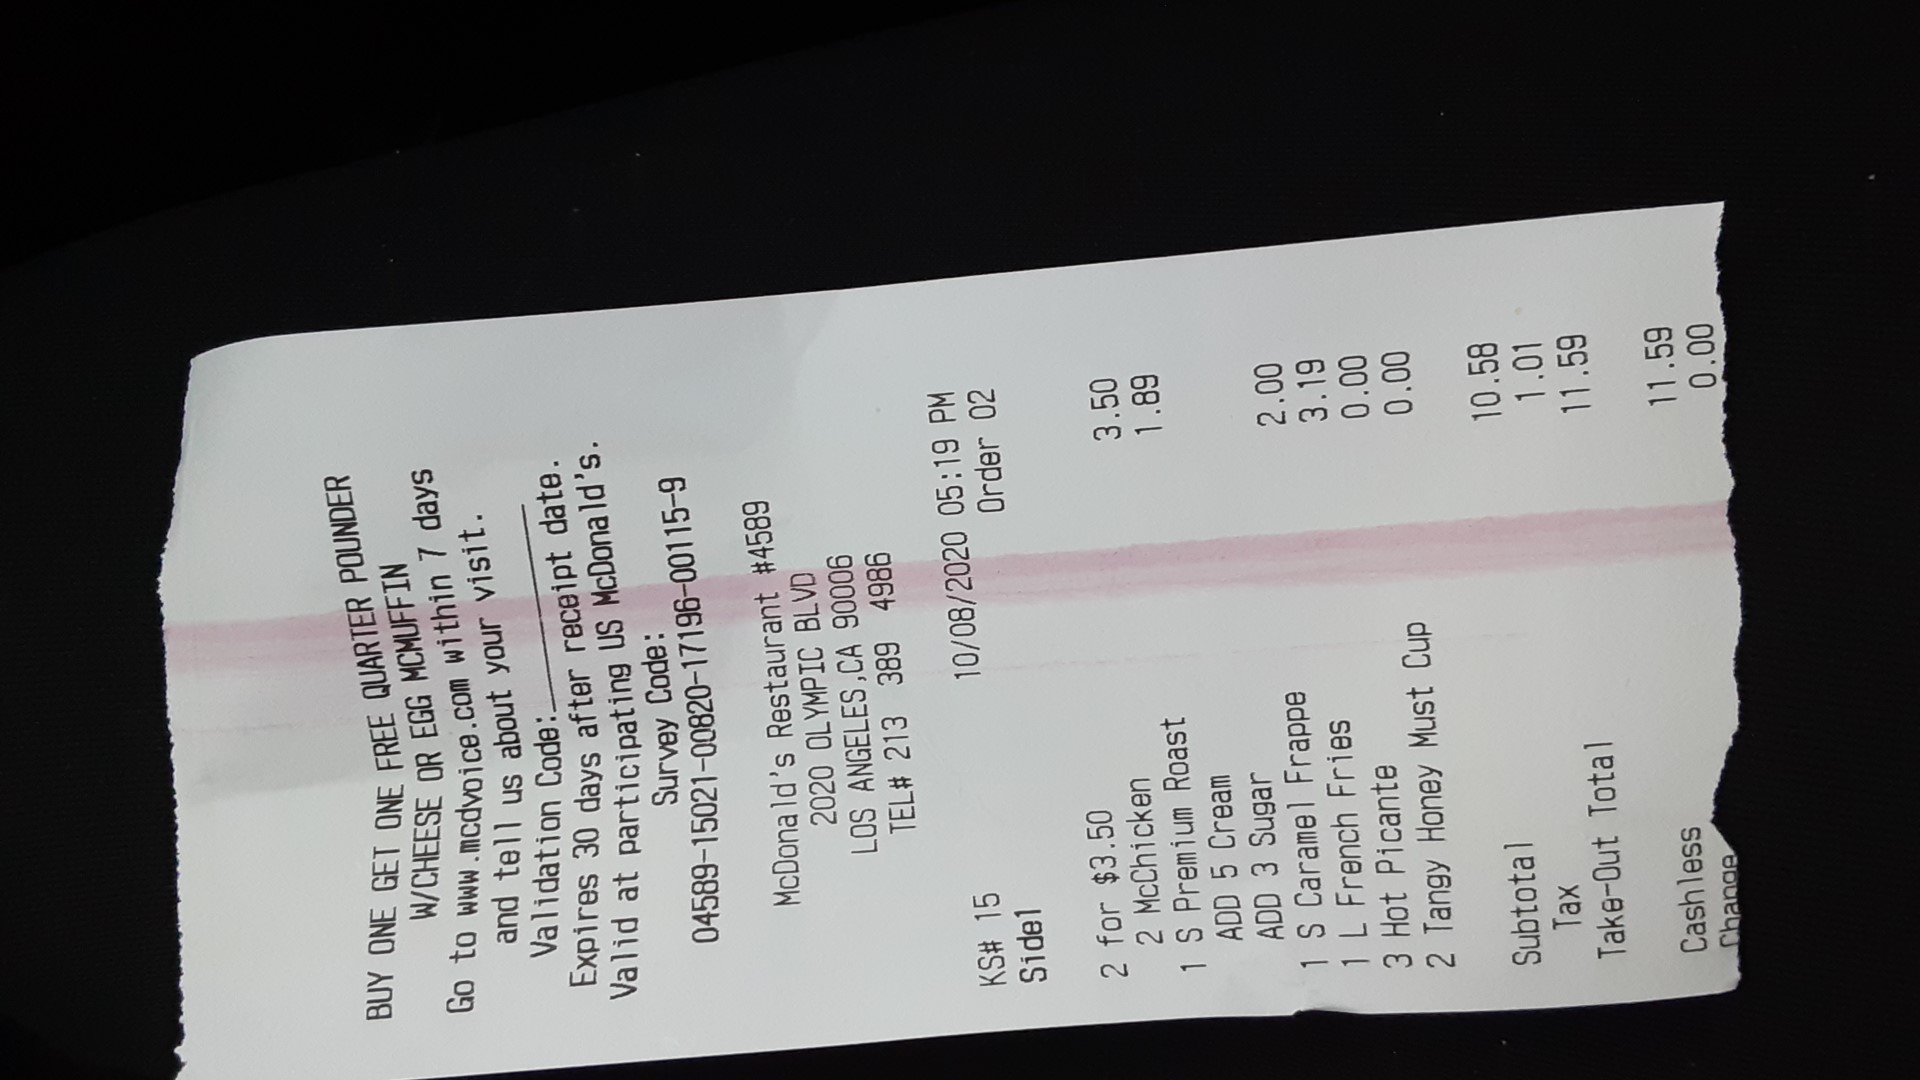 BUY ONE GET ONE FREE QUARTER POUNDER
W/CHEESE OR EGG MCMUFFIN
Go to www.mcdvoice.com within 7 days
and tell us about your visit.
Validation Code:__________
Expires 30 days after receipt date.
Valid at participating US McDonald's.
Survey Code:
04589-15021-00820-17196-00115-9
McDonald's Restaurant #4589
2020 OLYMPIC BLVD
LOS ANGELES,CA 90006
TEL# 213 389 4986
KS# 15 10/08/2020 05:19 PM
Side1 Order 02
2 for $3.50
2 McChicken 3.50
1 S Premium Roast 1.89
ADD 5 Cream
ADD 3 Sugar
1 S Caramel Frappe 2.00
1 L French Fries 3.19
3 Hot Picante 0.00
2 Tangy Honey Must Cup 0.00
Subtotal 10.58
Tax 1.01
Take-Out Total 11.59
Cashless 11.59
Change 0.00